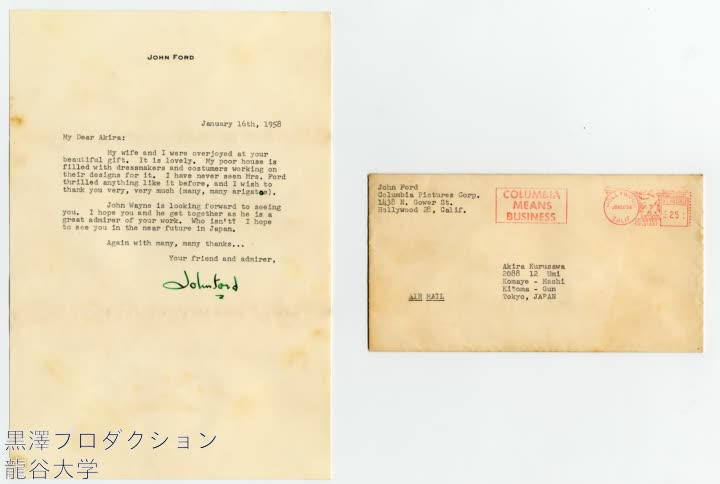 JOHN FORD
January 16th, 1958
My Dear Akira:
My wife and I were overjoyed at your
beautiful gift. It is lovely. My poor house is
filled with dressmakers and costumers working on
their designs for it. I have never seen Mrs. Ford
thrilled anything like it before, and I wish to
thank you very, very much (many, many arigatos).
John Wayne is looking forward to seeing
you. I hope you and he get together as he is a
great admirer of your work. Who isn't? I hope
to see you in the near future in Japan.
Again with many, many thanks...
Your friend and admirer,
John Ford
John Ford
Columbia Pictures Corp.
1438 N. Gower St.
Hollywood 28, Calif.
COLUMBIA
MEANS
BUSINESS
CALIF
25
Akira Kurusawa
2088 12 Umi
Komaye - Machi
Kitoma - Gun
Tokyo, JAPAN
AIR MAIL
黒澤プロダクション
龍谷大学